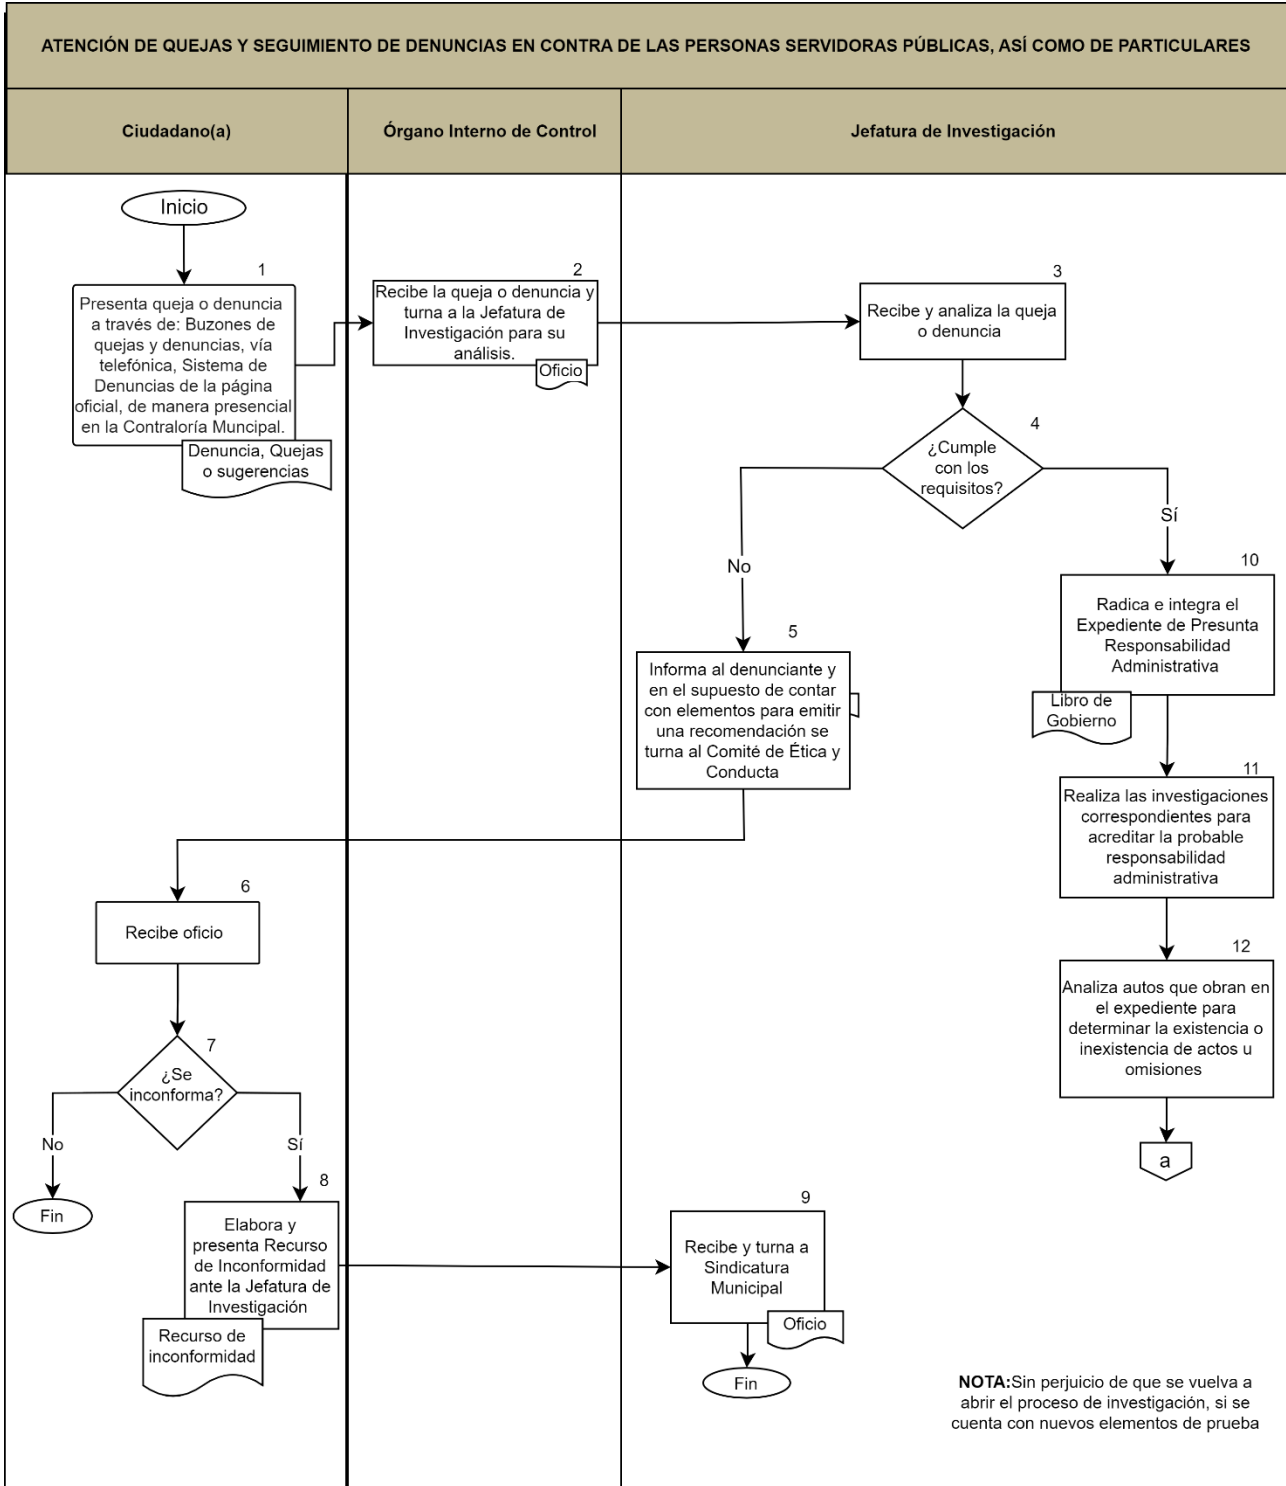 ATENCIÓN DE QUEJAS Y SEGUIMIENTO DE DENUNCIAS EN CONTRA DE LAS PERSONAS SERVIDORAS PÚBLICAS, ASÍ COMO DE PARTICULARES
Ciudadano(a)
Órgano Interno de Control
Jefatura de Investigación
Inicio
1
Presenta queja o denuncia
a través de: Buzones de
quejas y denuncias, vía
telefónica, Sistema de
Denuncias de la página
oficial, de manera presencial
en la Contraloría Muncipal.
Denuncia, Quejas
o sugerencias
2
Recibe la queja o denuncia y
turna a la Jefatura de
Investigación para su
análisis.
Oficio
3
Recibe y analiza la queja
o denuncia
4
¿Cumple
con los
requisitos?
No
Sí
5
Informa al denunciante y
en el supuesto de contar
con elementos para emitir
una recomendación se
turna al Comité de Ética y
Conducta
6
Recibe oficio
7
¿Se
inconforma?
No
Sí
Fin
8
Elabora y
presenta Recurso
de Inconformidad
ante la Jefatura de
Investigación
Recurso de
inconformidad
9
Recibe y turna a
Sindicatura
Municipal
Oficio
Fin
10
Radica e integra el
Expediente de Presunta
Responsabilidad
Administrativa
Libro de
Gobierno
11
Realiza las investigaciones
correspondientes para
acreditar la probable
responsabilidad
administrativa
12
Analiza autos que obran en
el expediente para
determinar la existencia o
inexistencia de actos u
omisiones
a
NOTA:Sin perjuicio de que se vuelva a
abrir el proceso de investigación, si se
cuenta con nuevos elementos de prueba